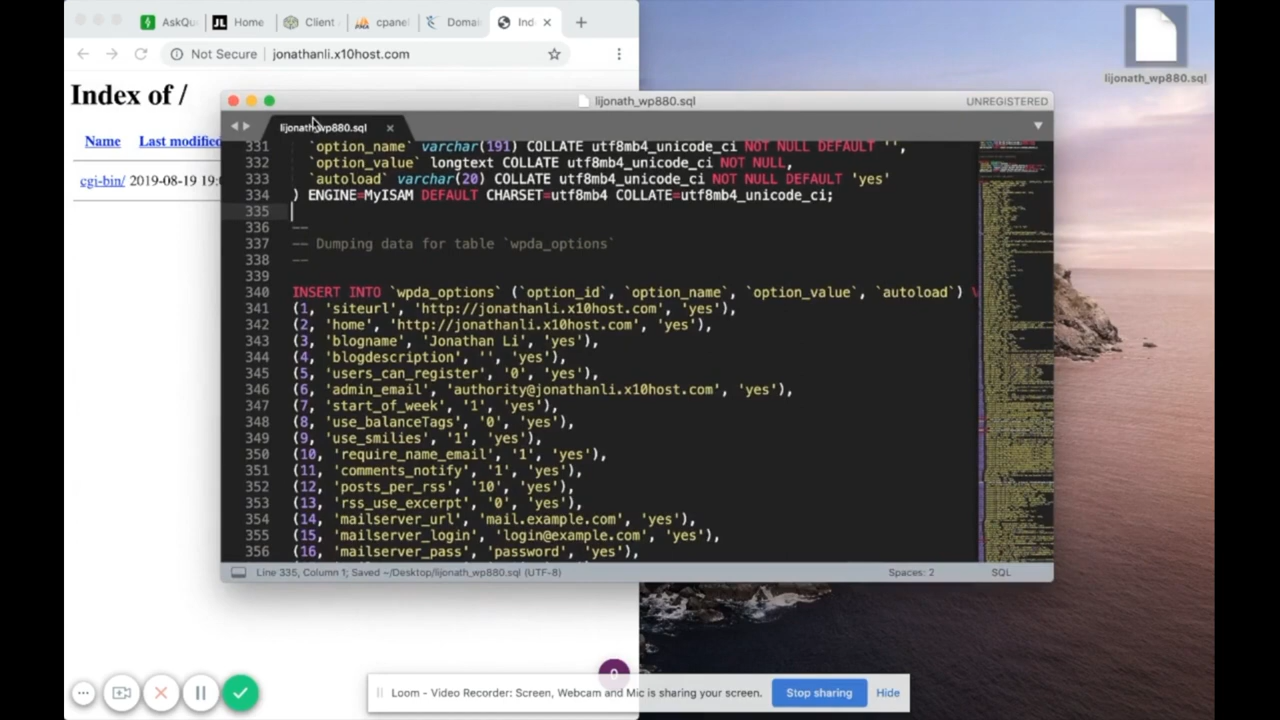 AskQu
Home
Client
cpanel
Domai
Ind
Not Secure
jonathanli.x10host.com
lijonath_wp880.sql
Index of /
lijonath_wp880.sql
UNREGISTERED
lijonath_wp880.sql
Name Last modified
cgi-bin/ 2019-08-19 19:0
331 `option_name` varchar(191) COLLATE utf8mb4_unicode_ci NOT NULL DEFAULT '',
332 `option_value` longtext COLLATE utf8mb4_unicode_ci NOT NULL,
333 `autoload` varchar(20) COLLATE utf8mb4_unicode_ci NOT NULL DEFAULT 'yes'
334 ) ENGINE=MyISAM DEFAULT CHARSET=utf8mb4 COLLATE=utf8mb4_unicode_ci;
335
336 --
337 -- Dumping data for table `wpda_options`
338 --
339
340 INSERT INTO `wpda_options` (`option_id`, `option_name`, `option_value`, `autoload`)
341 (1, 'siteurl', 'http://jonathanli.x10host.com', 'yes'),
342 (2, 'home', 'http://jonathanli.x10host.com', 'yes'),
343 (3, 'blogname', 'Jonathan Li', 'yes'),
344 (4, 'blogdescription', '', 'yes'),
345 (5, 'users_can_register', '0', 'yes'),
346 (6, 'admin_email', 'authority@jonathanli.x10host.com', 'yes'),
347 (7, 'start_of_week', '1', 'yes'),
348 (8, 'use_balanceTags', '0', 'yes'),
349 (9, 'use_smilies', '1', 'yes'),
350 (10, 'require_name_email', '1', 'yes'),
351 (11, 'comments_notify', '1', 'yes'),
352 (12, 'posts_per_rss', '10', 'yes'),
353 (13, 'rss_use_excerpt', '0', 'yes'),
354 (14, 'mailserver_url', 'mail.example.com', 'yes'),
355 (15, 'mailserver_login', 'login@example.com', 'yes'),
356 (16, 'mailserver_pass', 'password', 'yes'),
Line 335, Column 1; Saved ~/Desktop/lijonath_wp880.sql (UTF-8)
Spaces: 2
SQL
Loom - Video Recorder: Screen, Webcam and Mic is sharing your screen.
Stop sharing
Hide